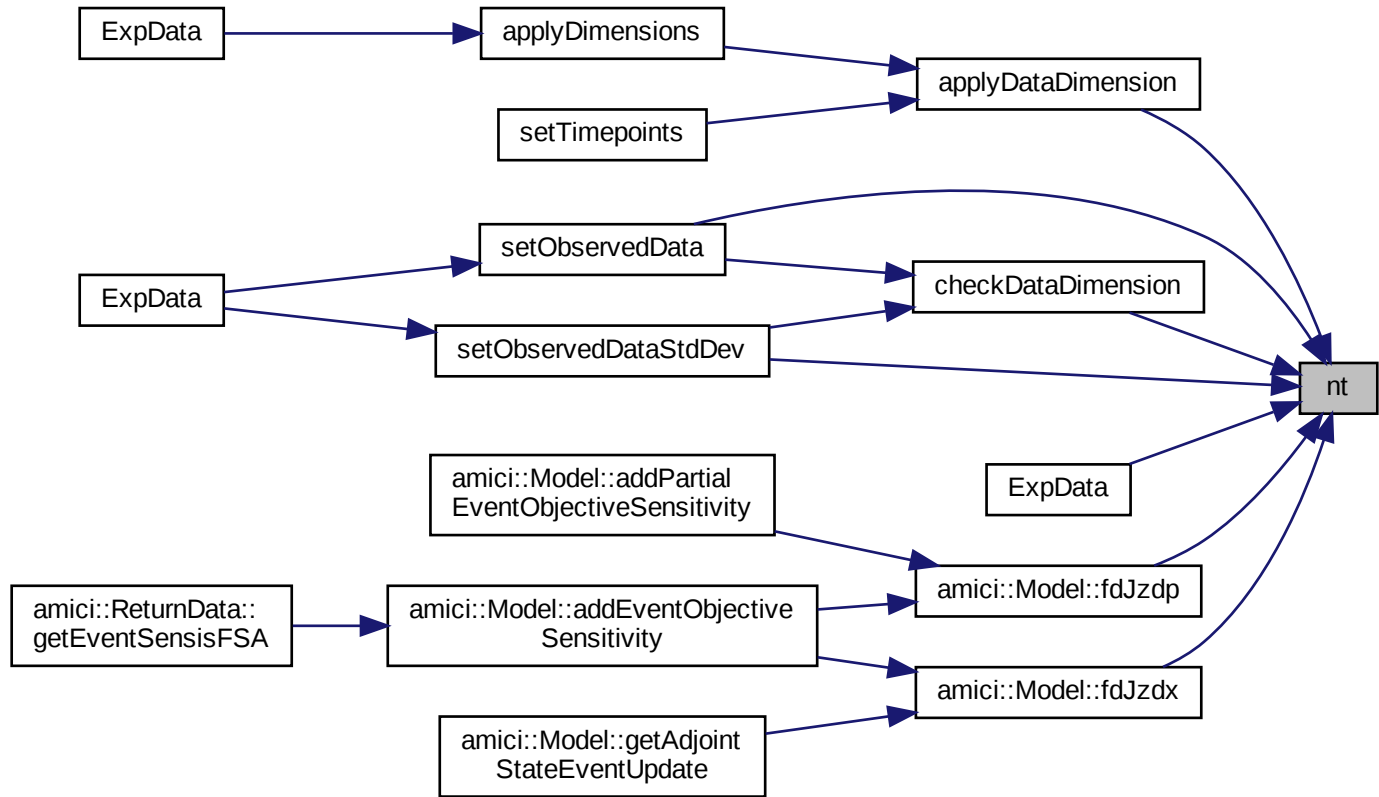 ExpData
applyDimensions
applyDataDimension
setTimepoints
setObservedData
checkDataDimension
ExpData
setObservedDataStdDev
nt
amici::Model::addPartial
EventObjectiveSensitivity
ExpData
amici::Model::fdJzdp
amici::ReturnData::
getEventSensisFSA
amici::Model::addEventObjective
Sensitivity
amici::Model::fdJzdx
amici::Model::getAdjoint
StateEventUpdate